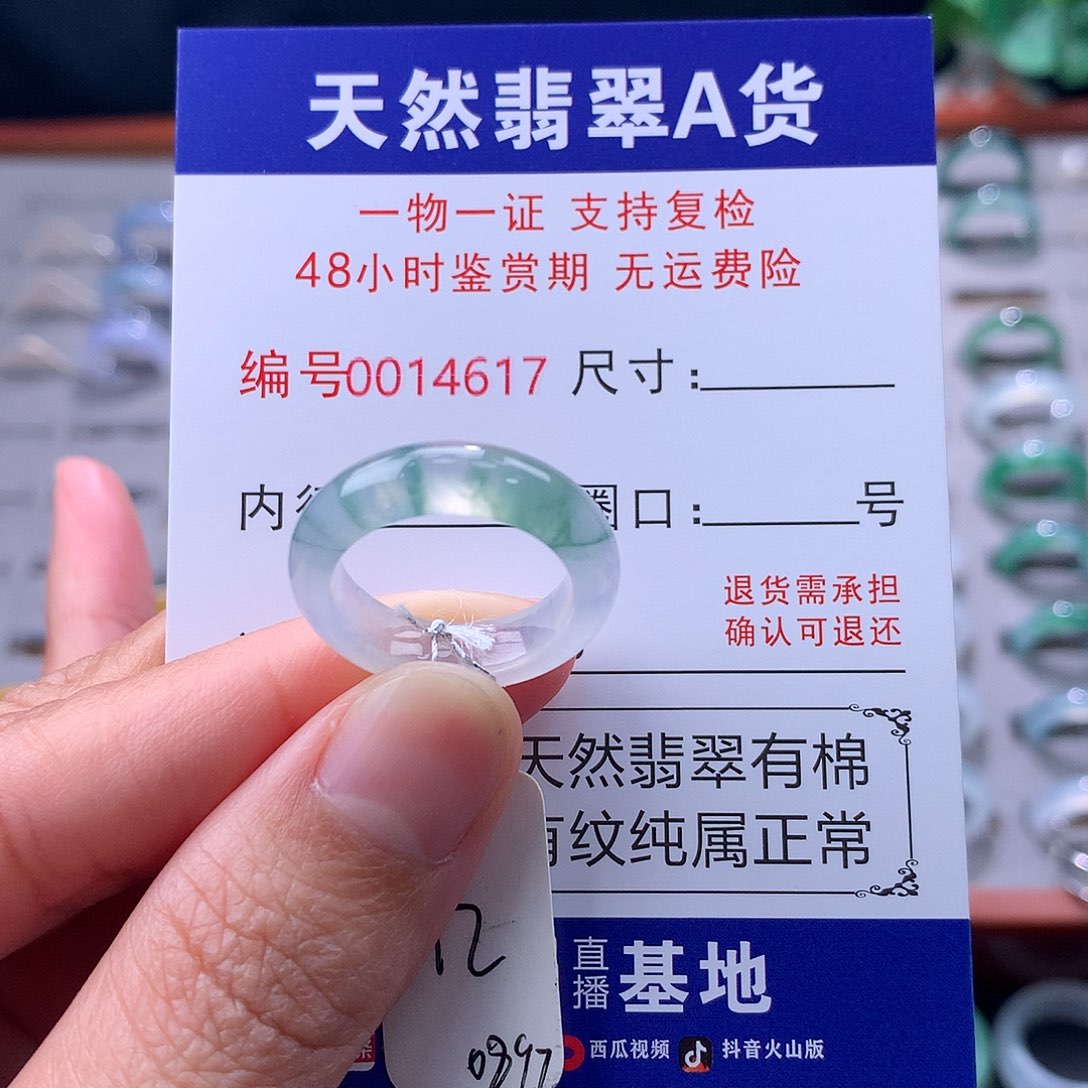 天然翡翠A货
一物一证 支持复检
48小时鉴赏期 无运费险
编号0014617 尺寸:
内 圈口: 号
退货需承担
确认可退还
天然翡翠有棉
有纹纯属正常
12
直播 基地
0897
西瓜视频 抖音火山版